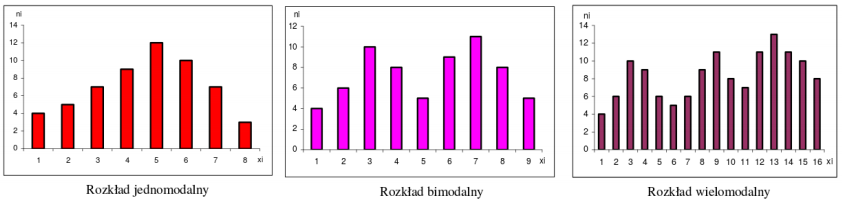 ni
14
12
10
8
6
4
2
0
1 2 3 4 5 6 7 8 xi
Rozkład jednomodalny
ni
12
10
8
6
4
2
0
1 2 3 4 5 6 7 8 9 xi
Rozkład bimodalny
ni
14
12
10
8
6
4
2
0
1 2 3 4 5 6 7 8 9 10 11 12 13 14 15 16 xi
Rozkład wielomodalny